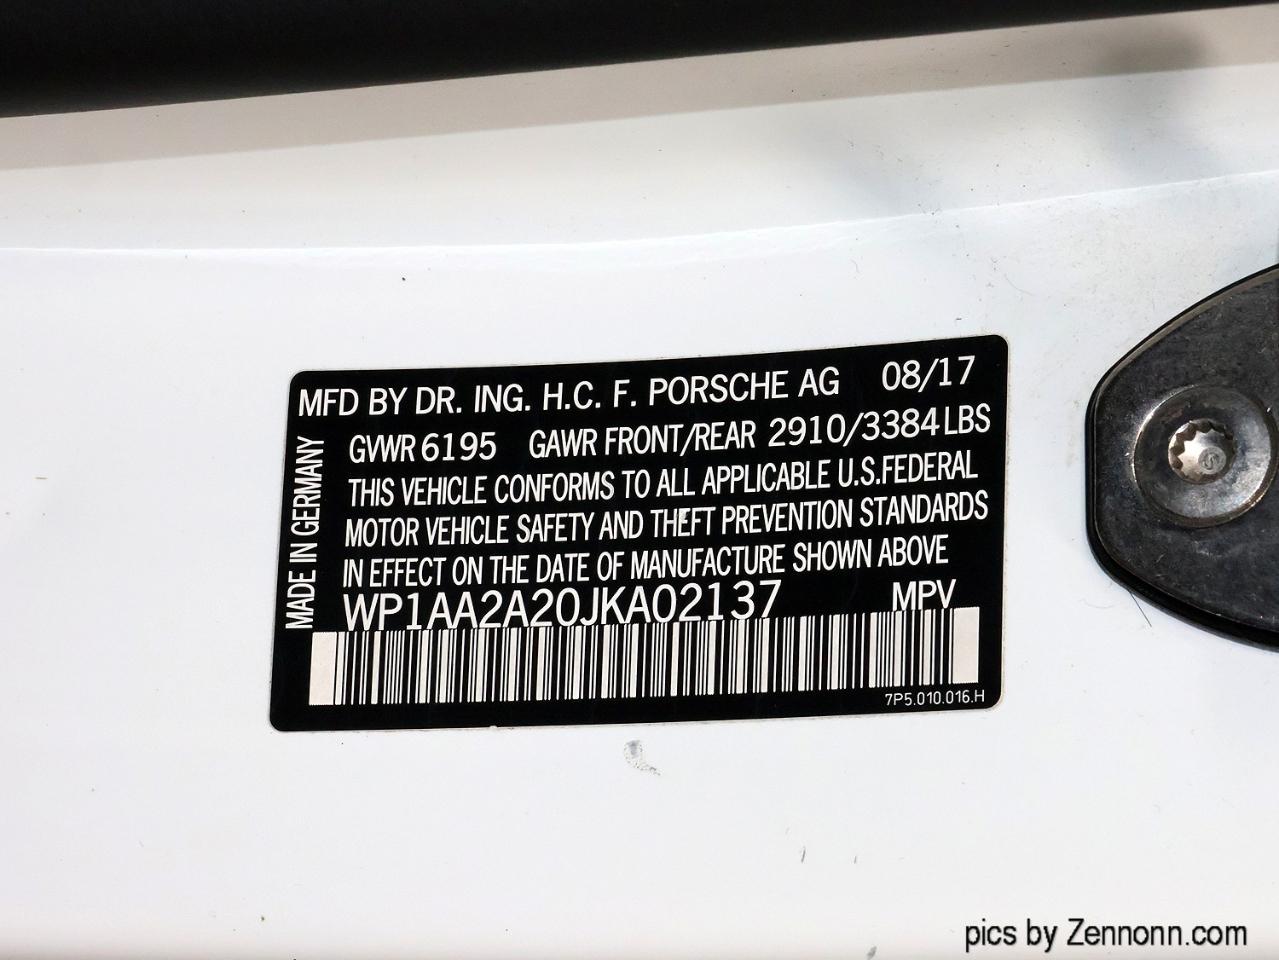 MFD BY DR. ING. H.C. F. PORSCHE AG 08/17
GVWR 6195 GAWR FRONT/REAR 2910/3384 LBS
THIS VEHICLE CONFORMS TO ALL APPLICABLE U.S.FEDERAL
MOTOR VEHICLE SAFETY AND THEFT PREVENTION STANDARDS
IN EFFECT ON THE DATE OF MANUFACTURE SHOWN ABOVE
WP1AA2A20JKA02137 MPV
7P5.010.016.H
MADE IN GERMANY
pics by Zennonn.com